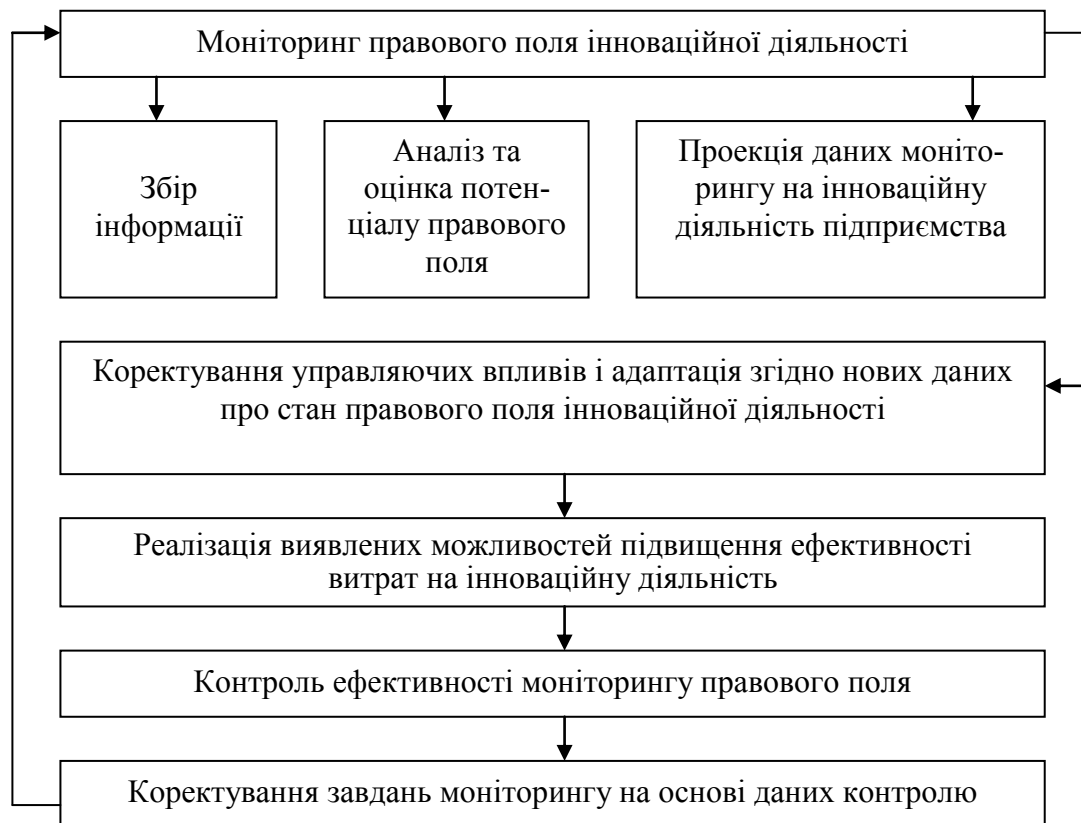 Моніторинг правового поля інноваційної діяльності
Збір
інформації
Аналіз та
оцінка потен-
ціалу правового
поля
Проекція даних моніто-
рингу на інноваційну
діяльність підприємства
Коректування управляючих впливів і адаптація згідно нових даних
про стан правового поля інноваційної діяльності
Реалізація виявлених можливостей підвищення ефективності
витрат на інноваційну діяльність
Контроль ефективності моніторингу правового поля
Коректування завдань моніторингу на основі даних контролю